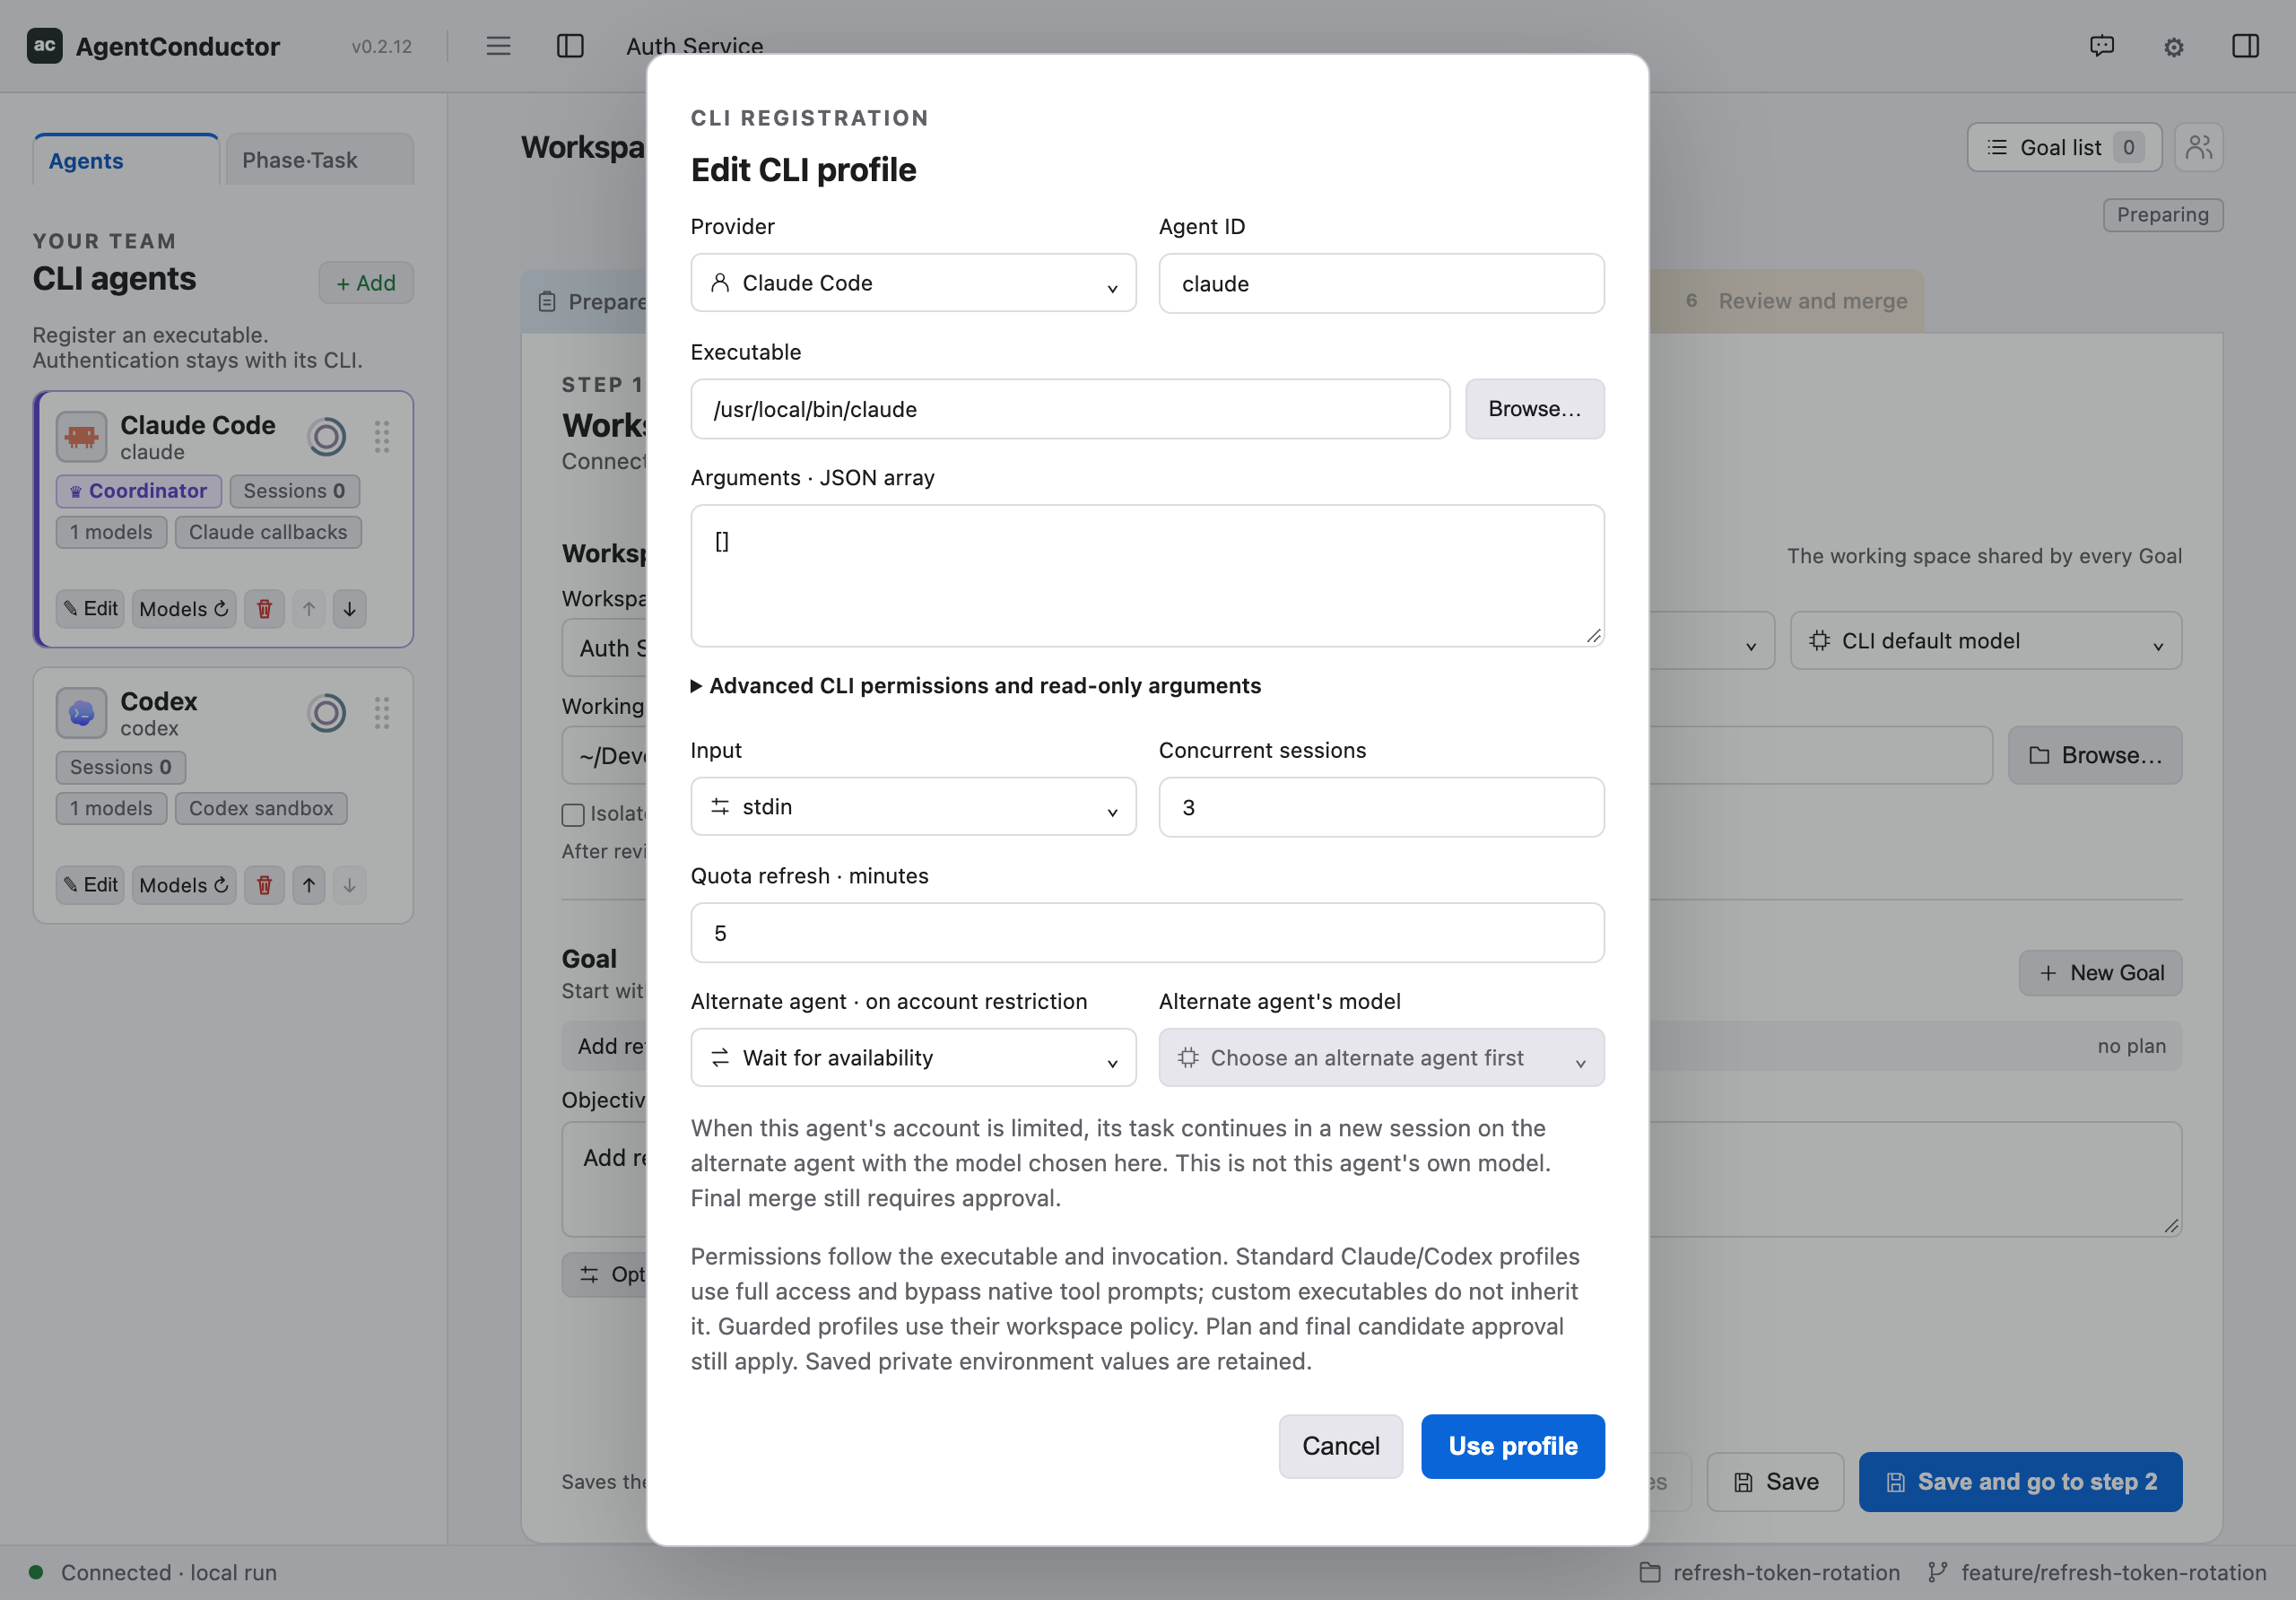 ac AgentConductor v0.2.12 Auth Service
Agents Phase·Task
YOUR TEAM
CLI agents + Add
Register an executable.
Authentication stays with its CLI.
Claude Code
claude
Coordinator Sessions 0
1 models Claude callbacks
Edit Models
Codex
codex
Sessions 0
1 models Codex sandbox
Edit Models
Goal list 0
Preparing
Prepare
6 Review and merge
STEP 1
Connect
The working space shared by every Goal
Auth S
CLI default model
Working
~/Deve
Browse…
Isolate
After revi
Goal
Start wit
New Goal
Add re
no plan
Objectiv
Add re
Opt
Saves the
Save
Save and go to step 2
CLI REGISTRATION
Edit CLI profile
Provider Agent ID
Claude Code claude
Executable
/usr/local/bin/claude Browse…
Arguments · JSON array
[]
Advanced CLI permissions and read-only arguments
Input Concurrent sessions
stdin 3
Quota refresh · minutes
5
Alternate agent · on account restriction Alternate agent's model
Wait for availability Choose an alternate agent first
When this agent's account is limited, its task continues in a new session on the
alternate agent with the model chosen here. This is not this agent's own model.
Final merge still requires approval.
Permissions follow the executable and invocation. Standard Claude/Codex profiles
use full access and bypass native tool prompts; custom executables do not inherit
it. Guarded profiles use their workspace policy. Plan and final candidate approval
still apply. Saved private environment values are retained.
Cancel Use profile
Connected · local run
refresh-token-rotation feature/refresh-token-rotation